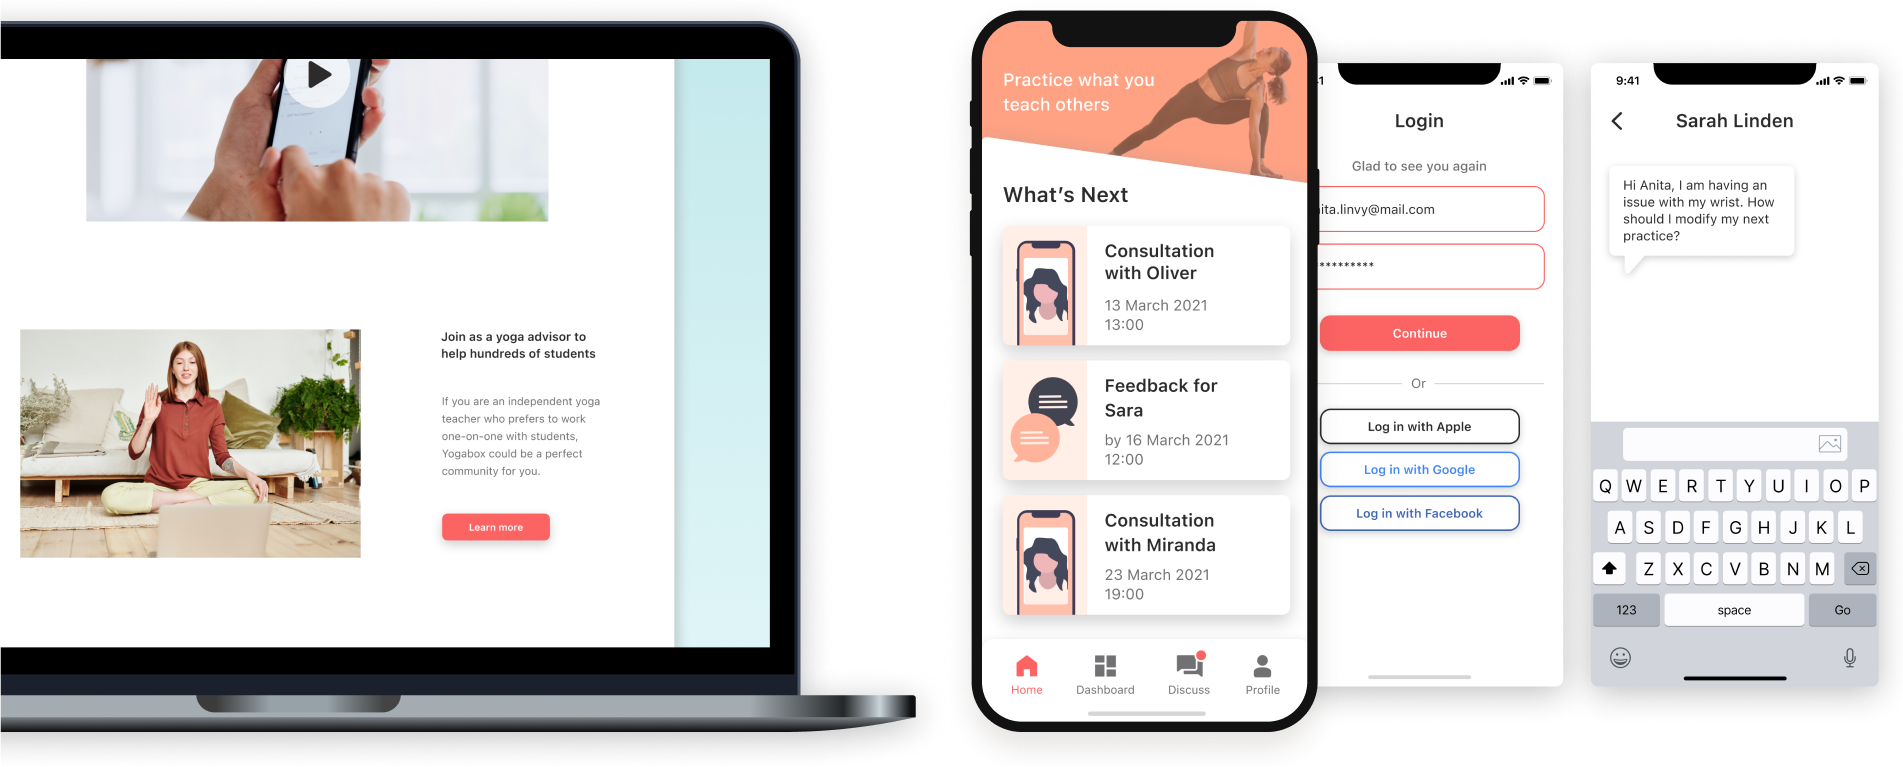 Join as a yoga advisor to
help hundreds of students
If you are an independent yoga
teacher who prefers to work
one-on-one with students,
Yogabox could be a perfect
community for you.
Learn more
Practice what you
teach others
What's Next
Consultation
with Oliver
13 March 2021
13:00
Feedback for
Sara
by 16 March 2021
12:00
Consultation
with Miranda
23 March 2021
19:00
Home Dashboard Discuss Profile
Login
Glad to see you again
ita.linvy@mail.com
*********
Continue
Or
Log in with Apple
Log in with Google
Log in with Facebook
9:41
Sarah Linden
Hi Anita, I am having an
issue with my wrist. How
should I modify my next
practice?
Q W E R T Y U I O P
A S D F G H J K L
Z X C V B N M
123 space Go